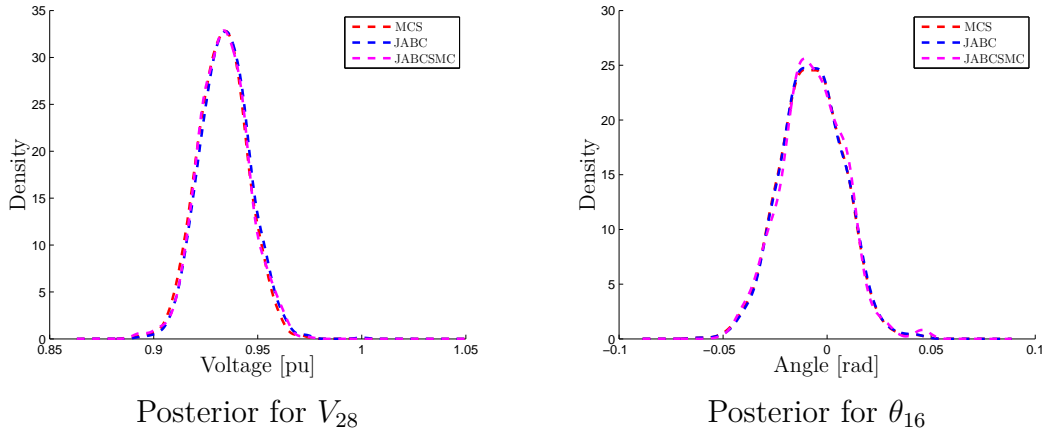 35
30
25
20
15
10
5
0
Density
0.85 0.9 0.95 1 1.05
Voltage [pu]
MCS
JABC
JABCSMC
Posterior for V28
30
25
20
15
10
5
0
Density
−0.1 −0.05 0 0.05 0.1
Angle [rad]
MCS
JABC
JABCSMC
Posterior for θ16